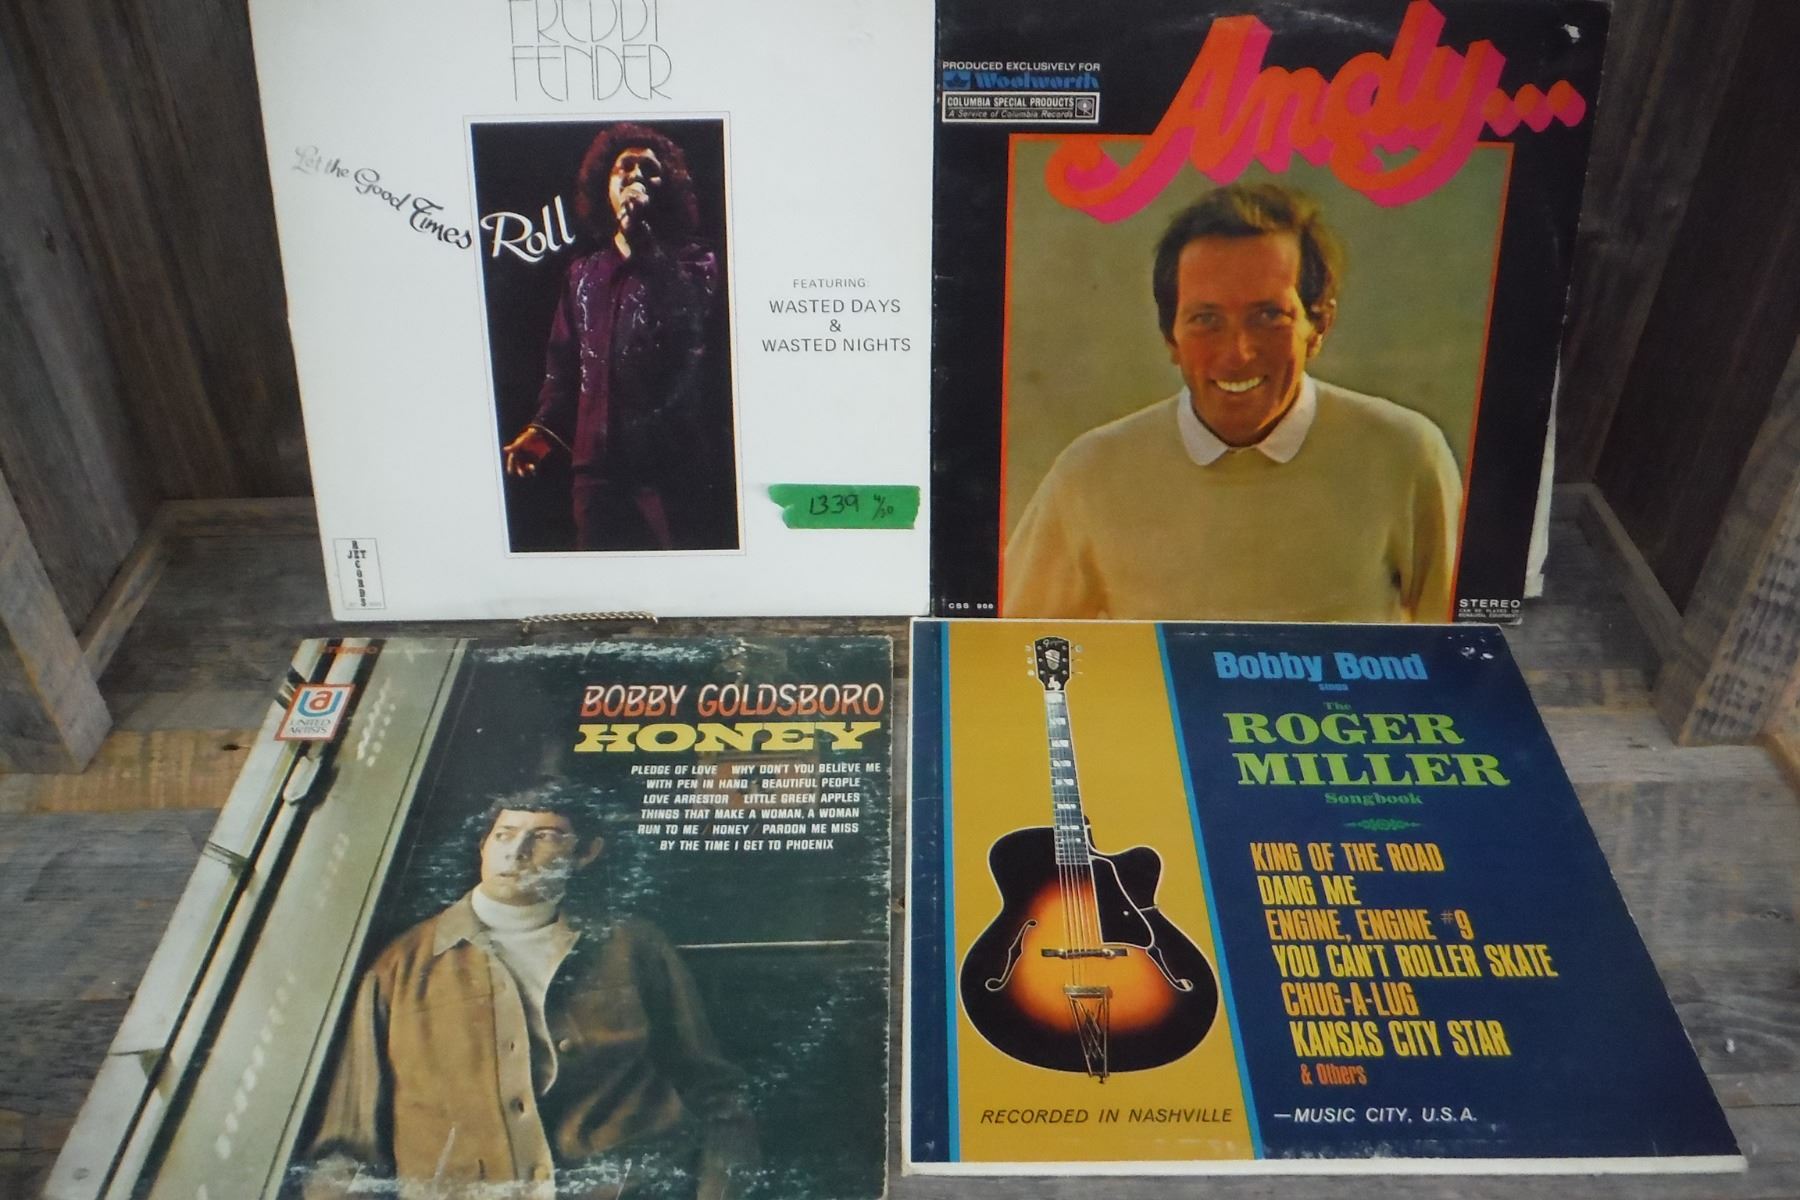 FREDDY
FENDER
Let the Good Times Roll
FEATURING:
WASTED DAYS
&
WASTED NIGHTS
1339 4/30
JET
RECORDS
PRODUCED EXCLUSIVELY FOR
Woolworth
COLUMBIA SPECIAL PRODUCTS
A Service of Columbia Records
Andy...
STEREO
STEREO
UNITED
ARTISTS
BOBBY GOLDSBORO
HONEY
PLEDGE OF LOVE WHY DON'T YOU BELIEVE ME
WITH PEN IN HAND BEAUTIFUL PEOPLE
LOVE ARRESTOR LITTLE GREEN APPLES
THINGS THAT MAKE A WOMAN, A WOMAN
RUN TO ME / HONEY / PARDON ME MISS
BY THE TIME I GET TO PHOENIX
Gibson
Bobby Bond
sings
The
ROGER
MILLER
Songbook
KING OF THE ROAD
DANG ME
ENGINE, ENGINE #9
YOU CAN'T ROLLER SKATE
CHUG-A-LUG
KANSAS CITY STAR
& Others
RECORDED IN NASHVILLE —MUSIC CITY, U.S.A.